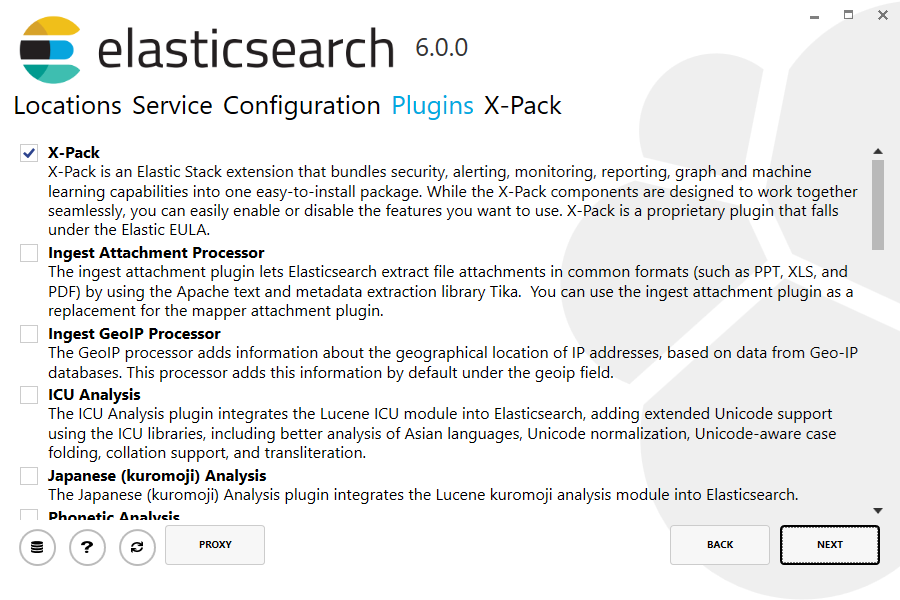 elasticsearch 6.0.0
Locations Service Configuration Plugins X-Pack
X-Pack
X-Pack is an Elastic Stack extension that bundles security, alerting, monitoring, reporting, graph and machine
learning capabilities into one easy-to-install package. While the X-Pack components are designed to work together
seamlessly, you can easily enable or disable the features you want to use. X-Pack is a proprietary plugin that falls
under the Elastic EULA.
Ingest Attachment Processor
The ingest attachment plugin lets Elasticsearch extract file attachments in common formats (such as PPT, XLS, and
PDF) by using the Apache text and metadata extraction library Tika.  You can use the ingest attachment plugin as a
replacement for the mapper attachment plugin.
Ingest GeoIP Processor
The GeoIP processor adds information about the geographical location of IP addresses, based on data from Geo-IP
databases. This processor adds this information by default under the geoip field.
ICU Analysis
The ICU Analysis plugin integrates the Lucene ICU module into Elasticsearch, adding extended Unicode support
using the ICU libraries, including better analysis of Asian languages, Unicode normalization, Unicode-aware case
folding, collation support, and transliteration.
Japanese (kuromoji) Analysis
The Japanese (kuromoji) Analysis plugin integrates the Lucene kuromoji analysis module into Elasticsearch.
Phonetic Analysis
? PROXY BACK NEXT